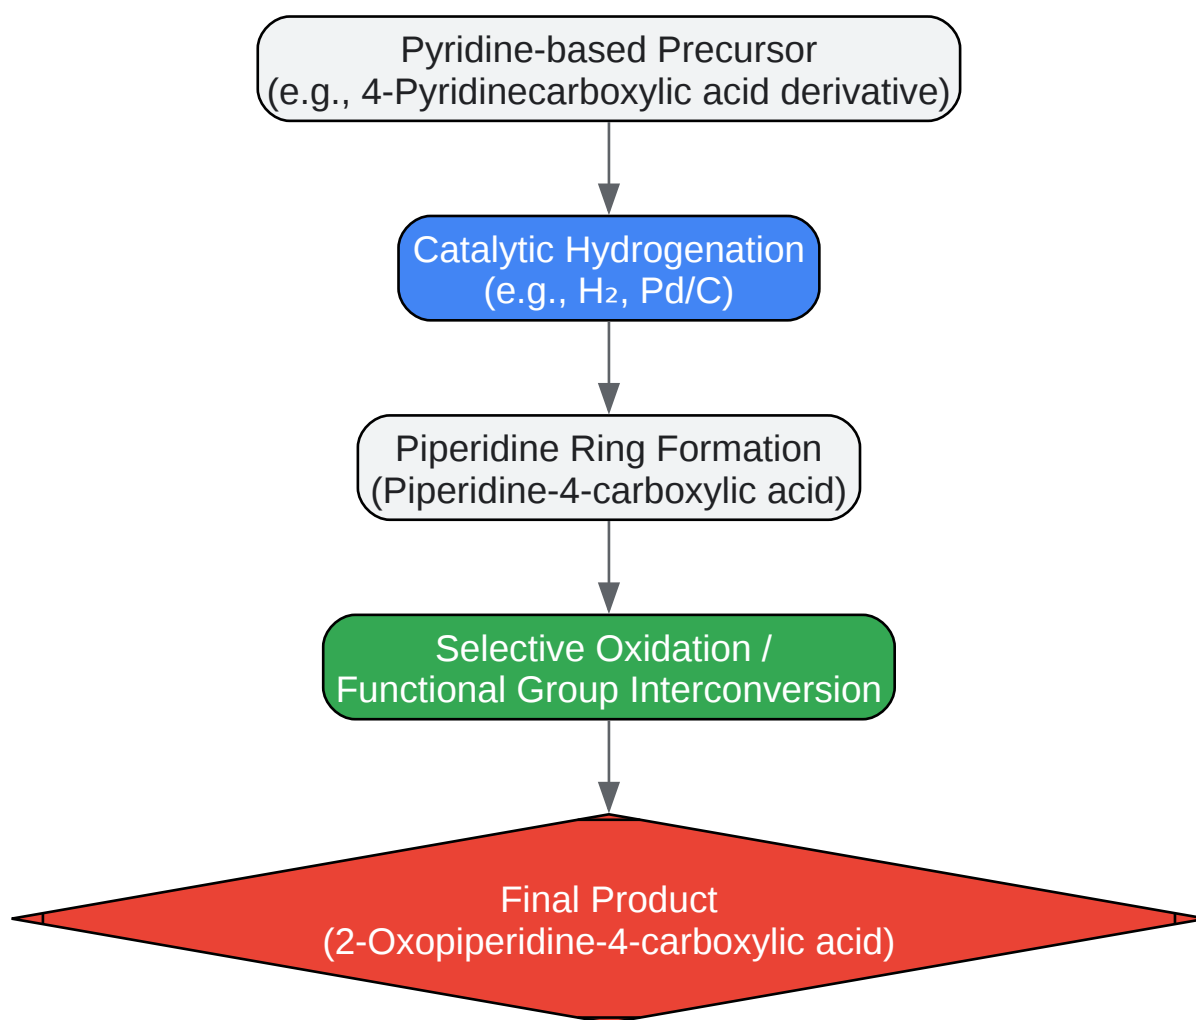 Pyridine-based Precursor
(e.g., 4-Pyridinecarboxylic acid derivative)
Catalytic Hydrogenation
(e.g., H₂, Pd/C)
Piperidine Ring Formation
(Piperidine-4-carboxylic acid)
Selective Oxidation /
Functional Group Interconversion
Final Product
(2-Oxopiperidine-4-carboxylic acid)